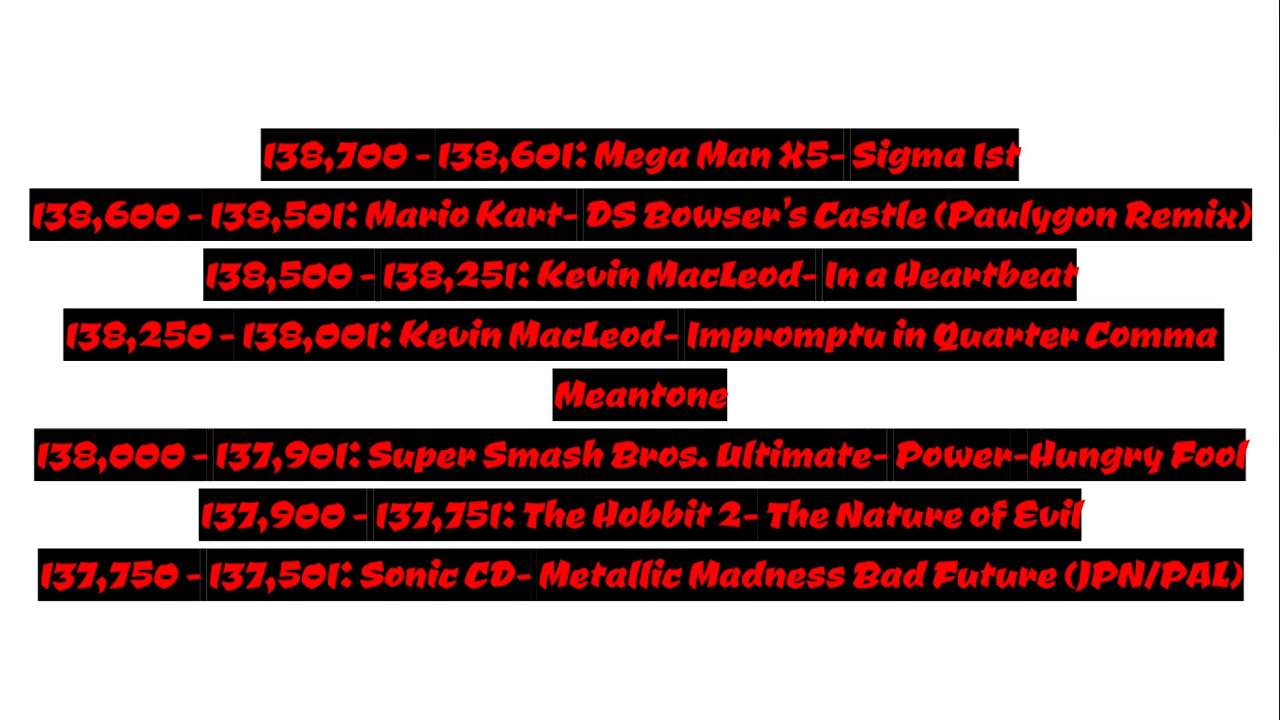 138,700 - 138,601: Mega Man X5- Sigma 1st
138,600 - 138,501: Mario Kart- DS Bowser's Castle (Paulygon Remix)
138,500 - 138,251: Kevin MacLeod- In a Heartbeat
138,250 - 138,001: Kevin MacLeod- Impromptu in Quarter Comma
Meantone
138,000 - 137,901: Super Smash Bros. Ultimate- Power-Hungry Fool
137,900 - 137,751: The Hobbit 2- The Nature of Evil
137,750 - 137,501: Sonic CD- Metallic Madness Bad Future (JPN/PAL)